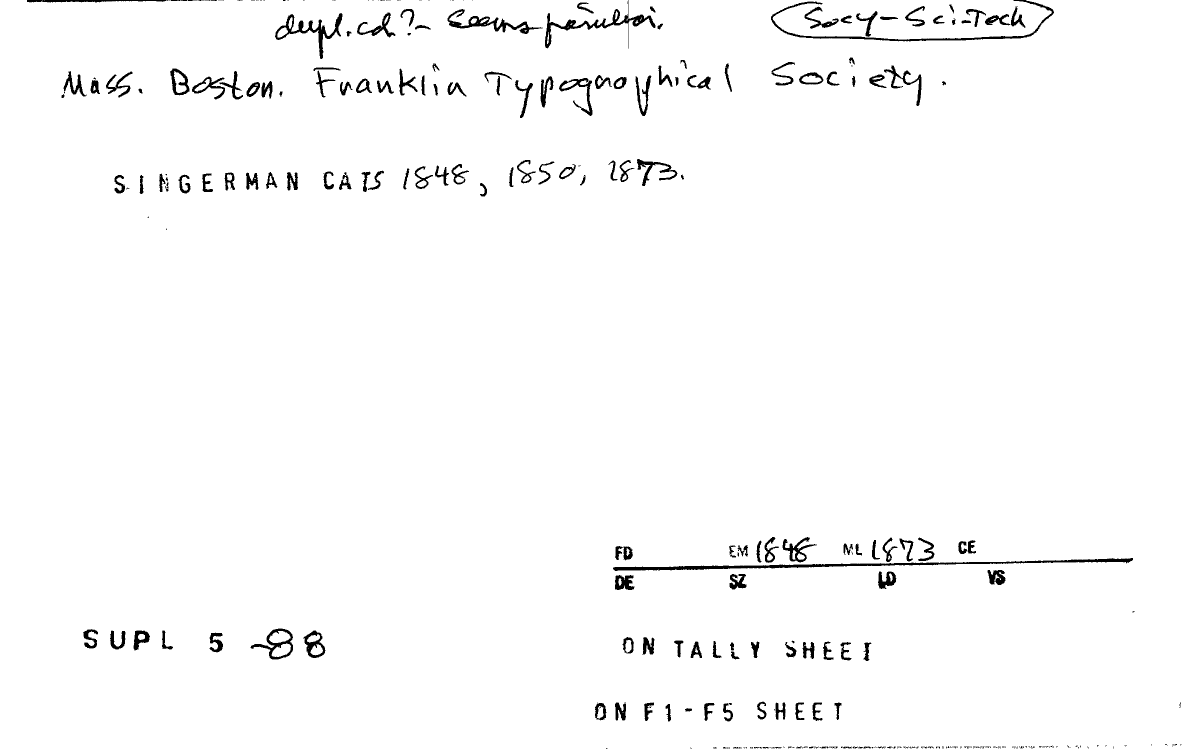 dupl. cd.?- Seems familiar. Socy-Sci-Tech
Mass. Boston. Franklin Typographical Society.
SINGERMAN CATS 1848, 1850, 1873.
FD EM 1848 ML 1873 CE
DE SZ LD VS
SUPL 5 -88 ON TALLY SHEET
ON F1-F5 SHEET